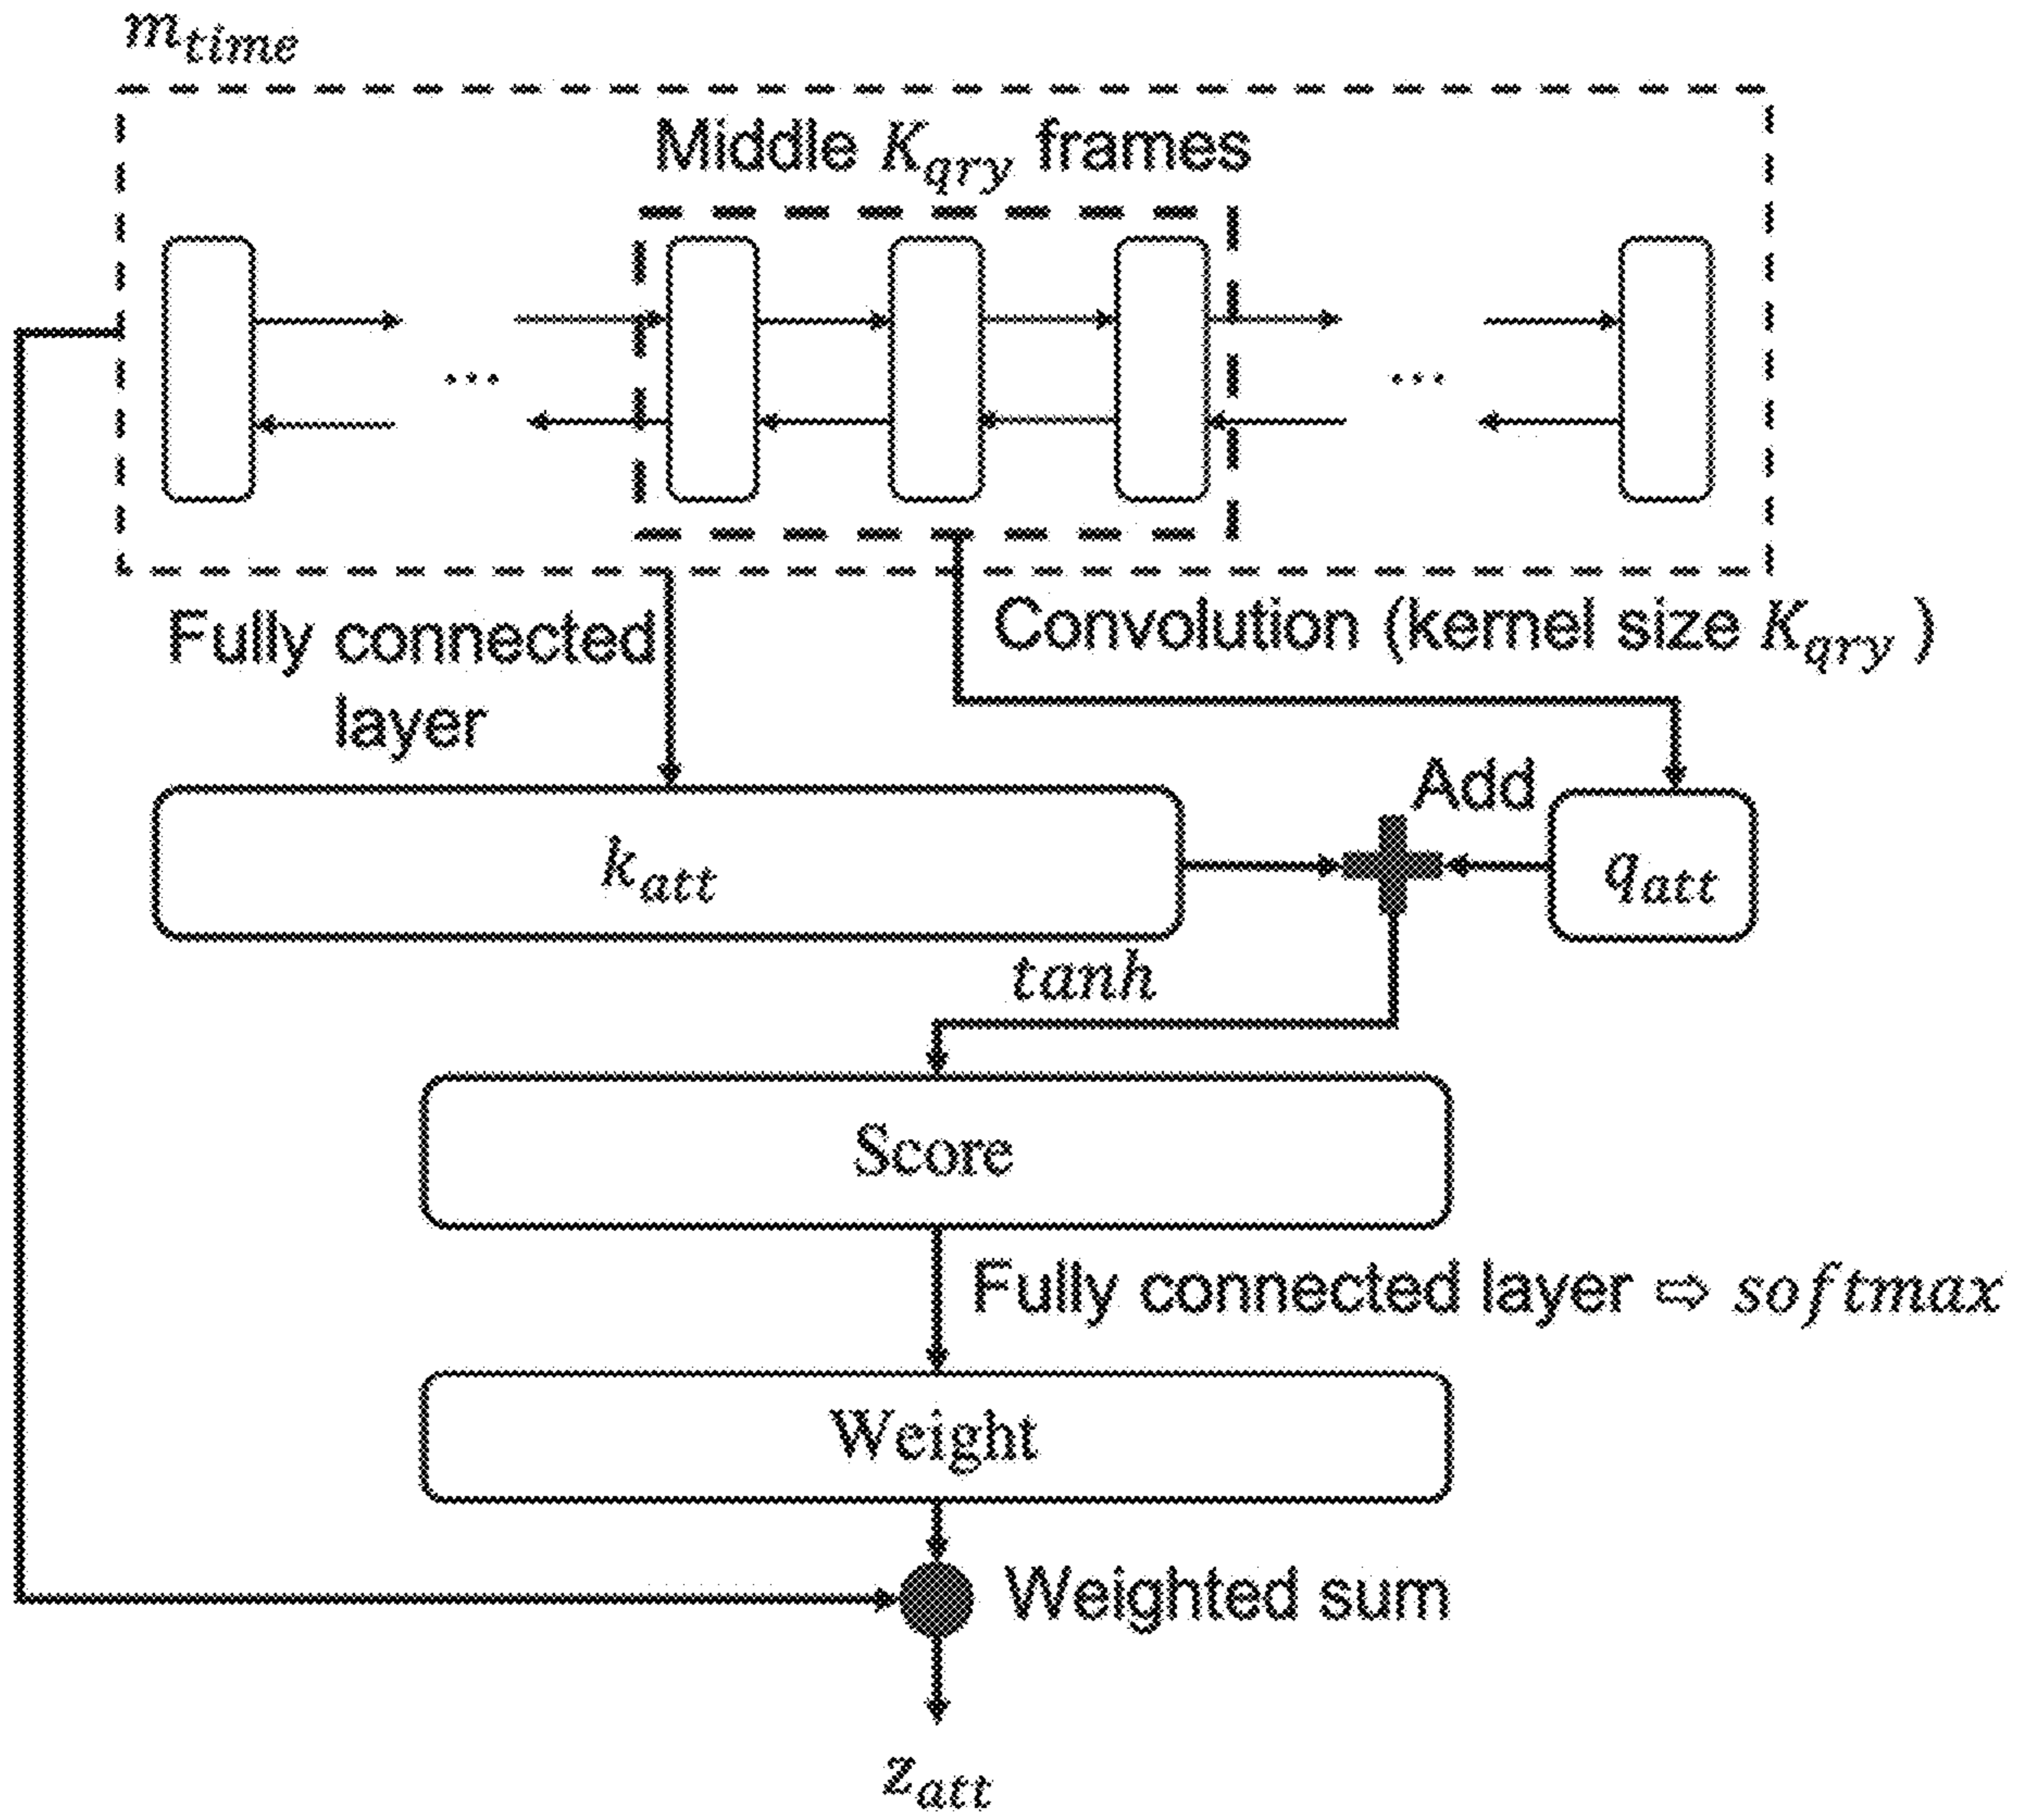 m_time
Middle K_qry frames
... ...
Fully connected
layer
Convolution (kernel size K_qry )
Add
k_att
q_att
tanh
Score
Fully connected layer ⇨ softmax
Weight
Weighted sum
z_att